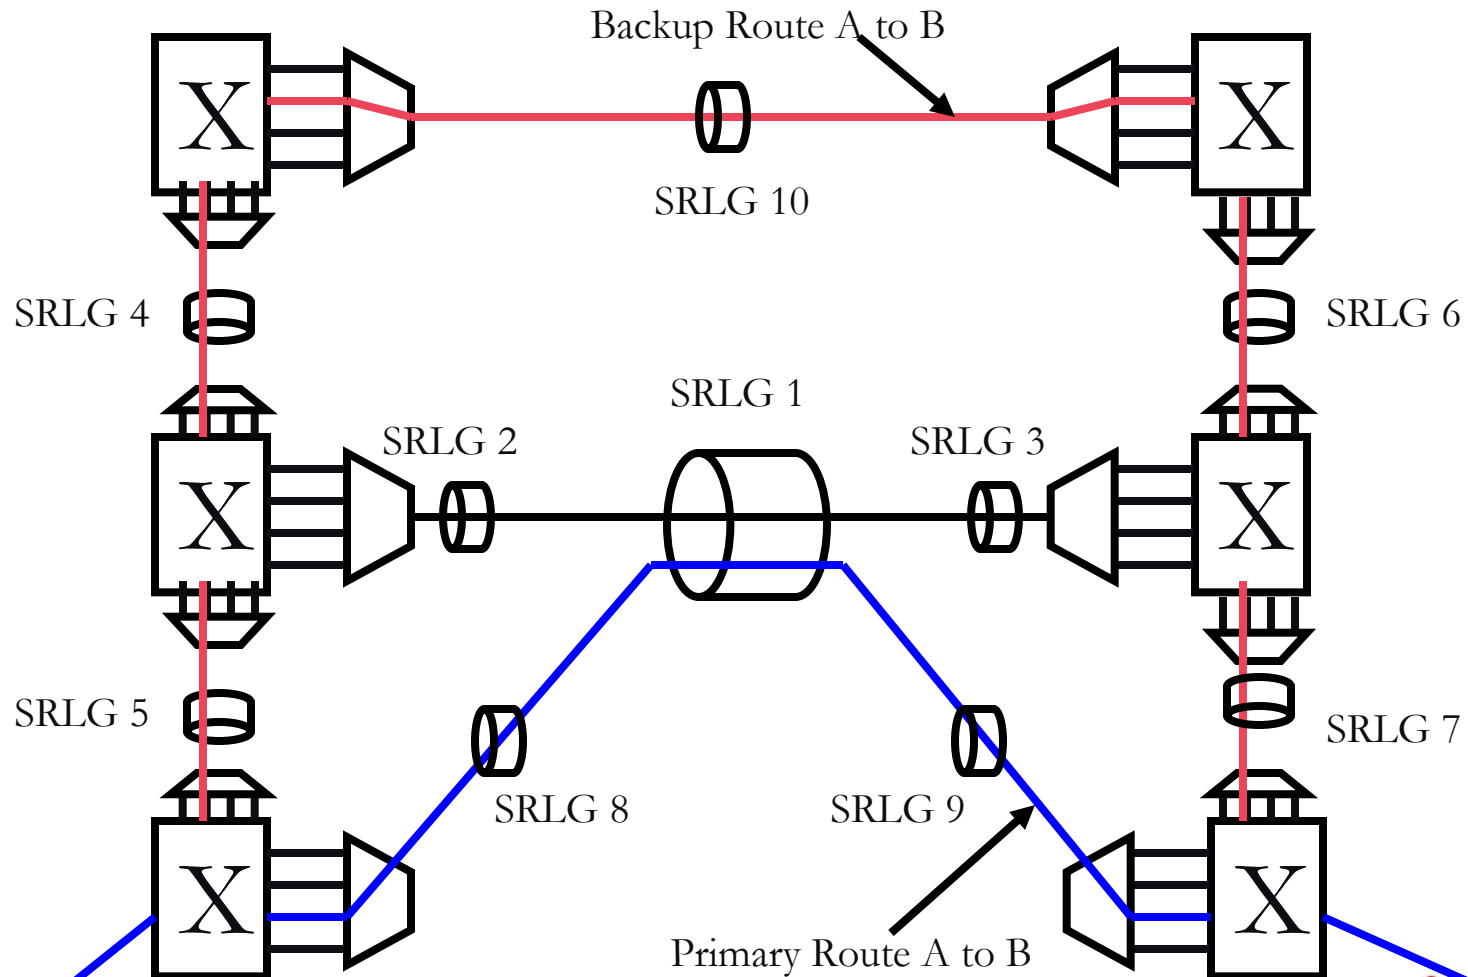 Backup Route A to B
X
X
SRLG 10
SRLG 4
SRLG 6
SRLG 1
SRLG 2
SRLG 3
X
X
SRLG 5
SRLG 7
SRLG 8
SRLG 9
X
X
Primary Route A to B